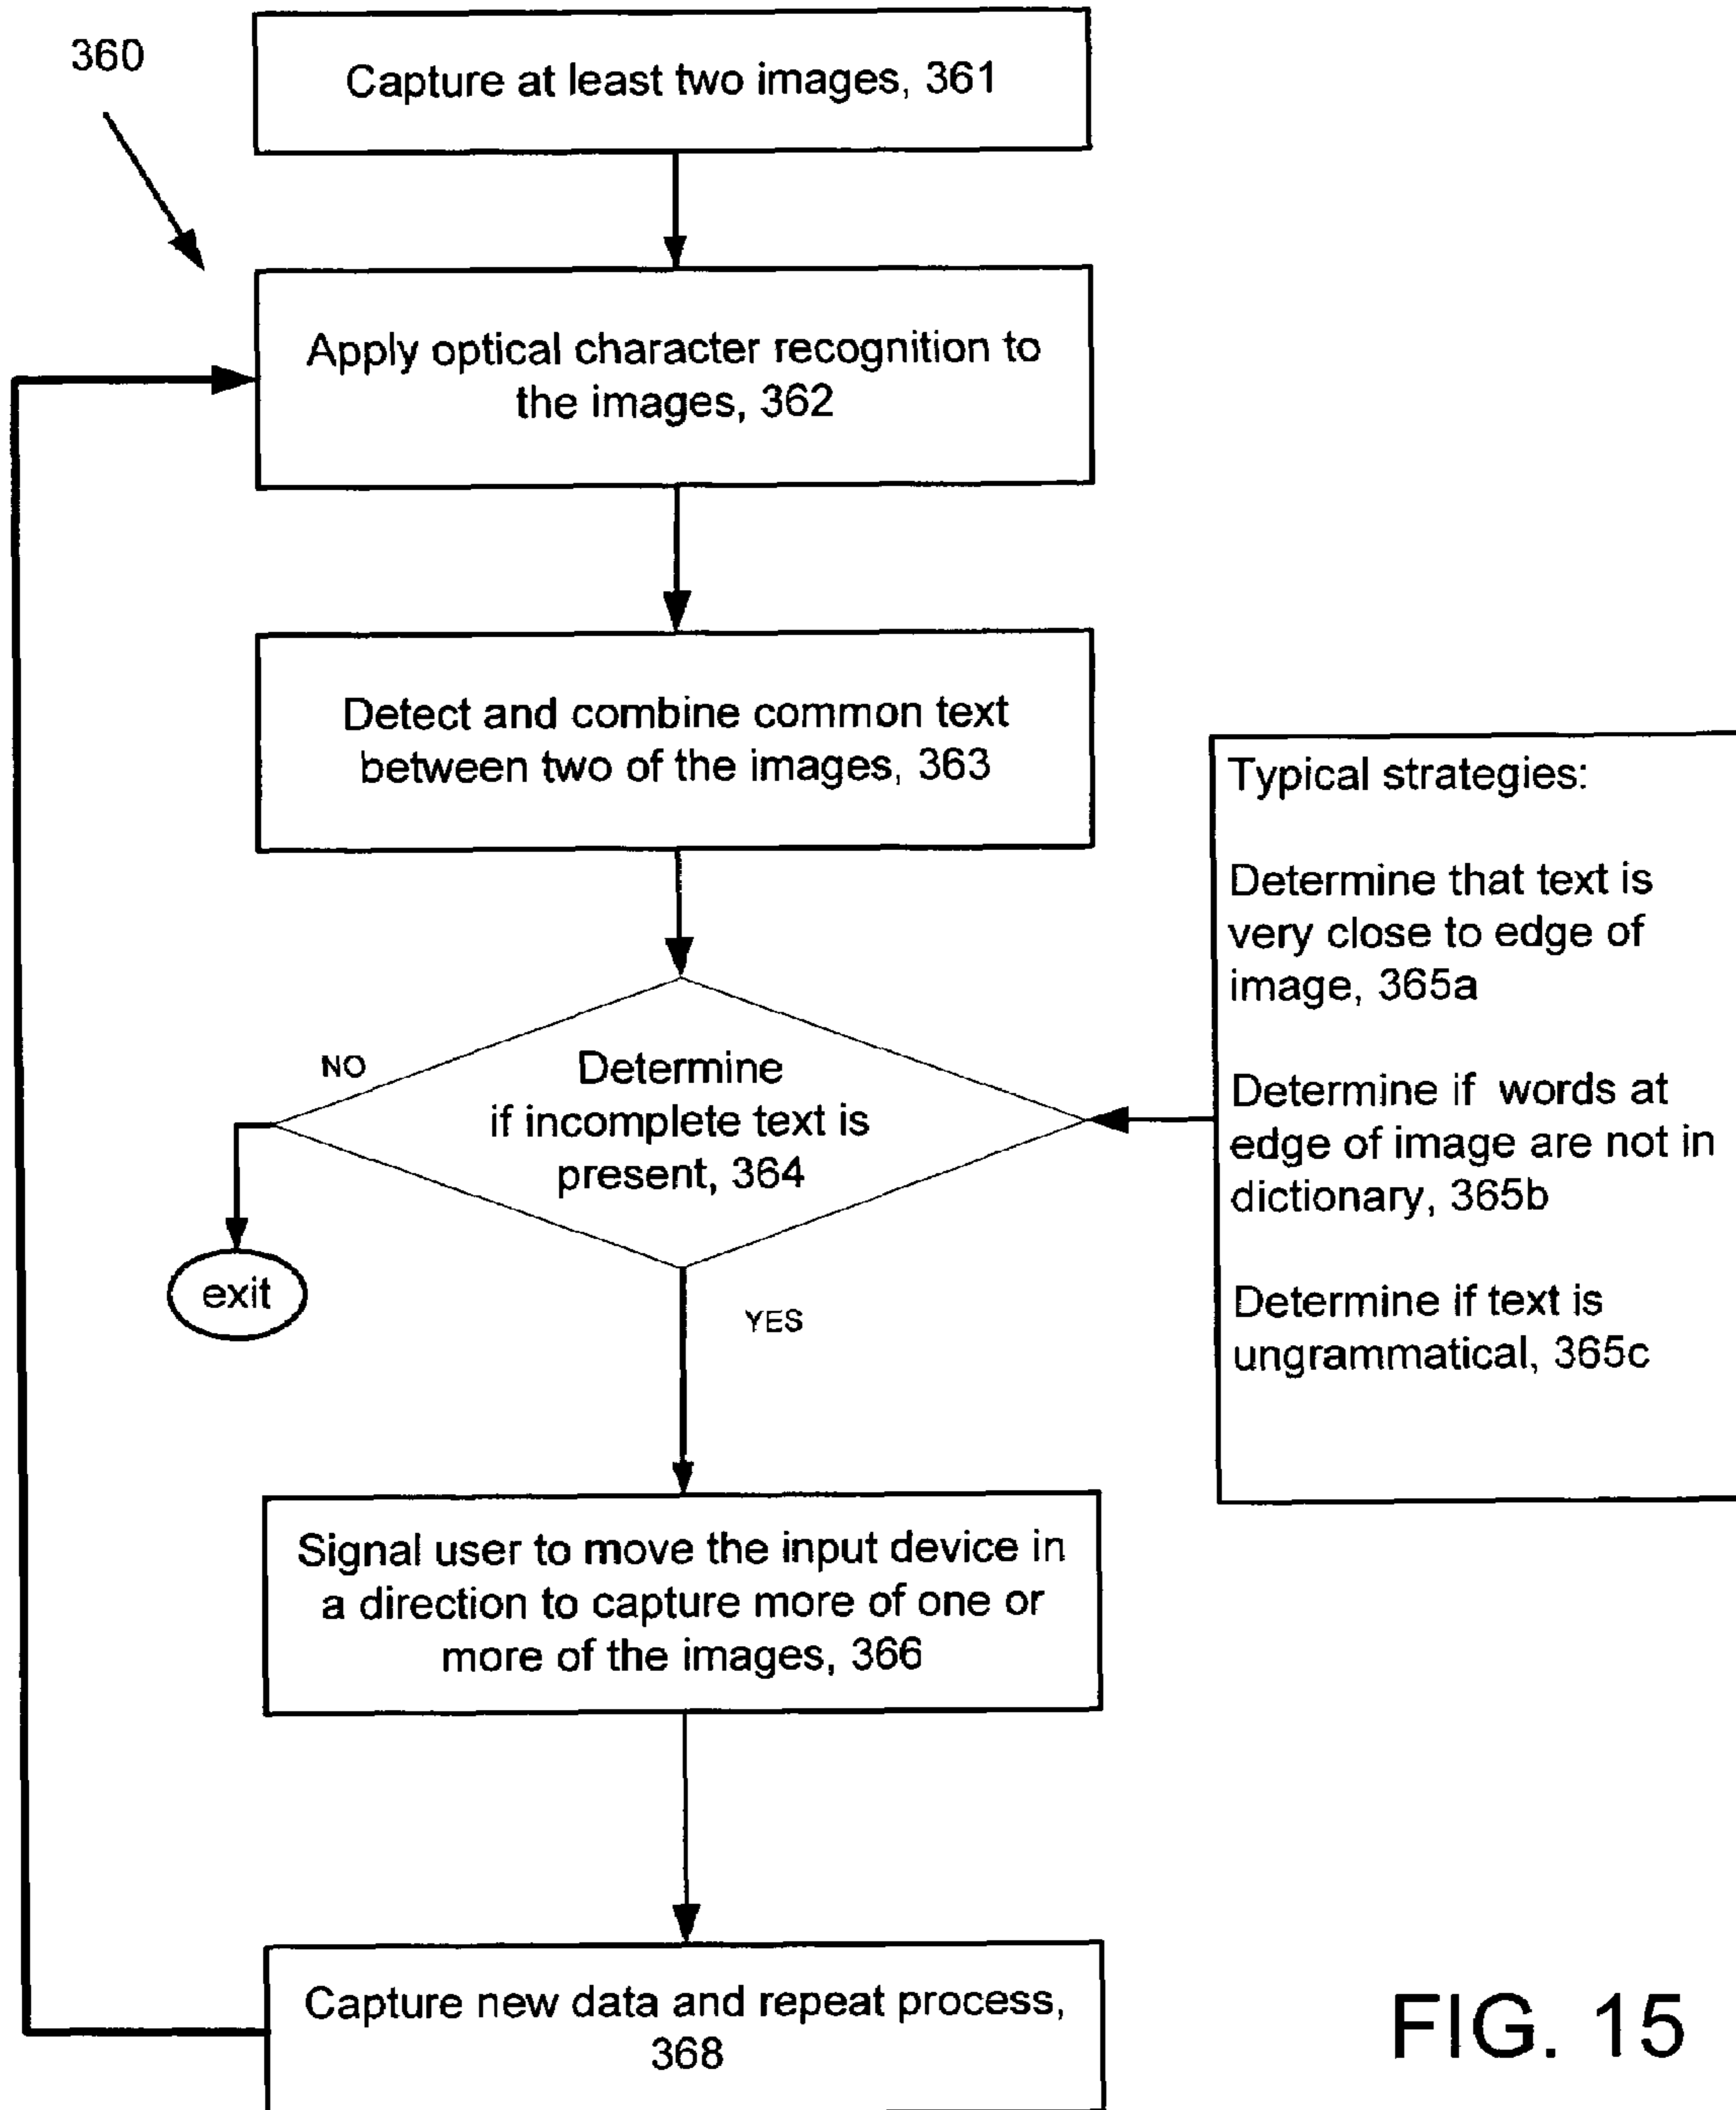 360
Capture at least two images, 361
Apply optical character recognition to
the images, 362
Detect and combine common text
between two of the images, 363
Typical strategies:
Determine that text is
very close to edge of
image, 365a
Determine if words at
edge of image are not in
dictionary, 365b
Determine if text is
ungrammatical, 365c
NO
Determine
if incomplete text is
present, 364
exit
YES
Signal user to move the input device in
a direction to capture more of one or
more of the images, 366
Capture new data and repeat process,
368
FIG. 15